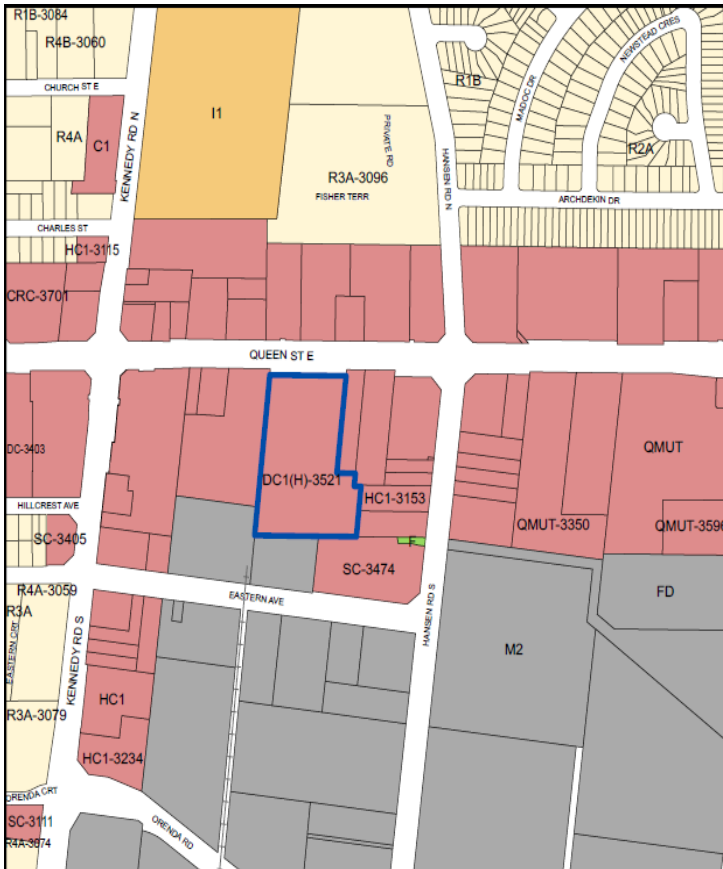 R1B-3084
R4B-3060
CHURCH ST E
R4A
C1
KENNEDY RD N
I1
PRIVATE RD
R3A-3096
FISHER TERR
HANSEN RD N
R1B
MADOC DR
NEWSTEAD CRES
R2A
ARCHDEKIN DR
CHARLES ST
HC1-3115
CRC-3701
QUEEN ST E
DC-3403
DC1(H)-3521
HC1-3153
QMUT
HILLCREST AVE
QMUT-3350
QMUT-3596
SC-3405
F
SC-3474
R4A-3059
EASTERN AVE
FD
R3A
EASTERN CRT
KENNEDY RD S
HANSEN RD S
M2
HC1
R3A-3079
HC1-3234
ORENDA CRT
SC-3111
ORENDA RD
R4A-3074